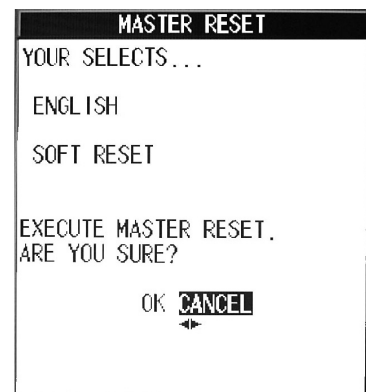 MASTER RESET
YOUR SELECTS...
ENGLISH
SOFT RESET
EXECUTE MASTER RESET.
ARE YOU SURE?
OK CANCEL